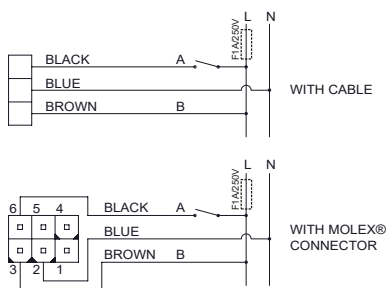 L N
F1A/250V
BLACK A
BLUE
BROWN B
WITH CABLE
L N
F1A/250V
6 5 4
BLACK A
BLUE
BROWN B
3 2 1
WITH MOLEX®
CONNECTOR